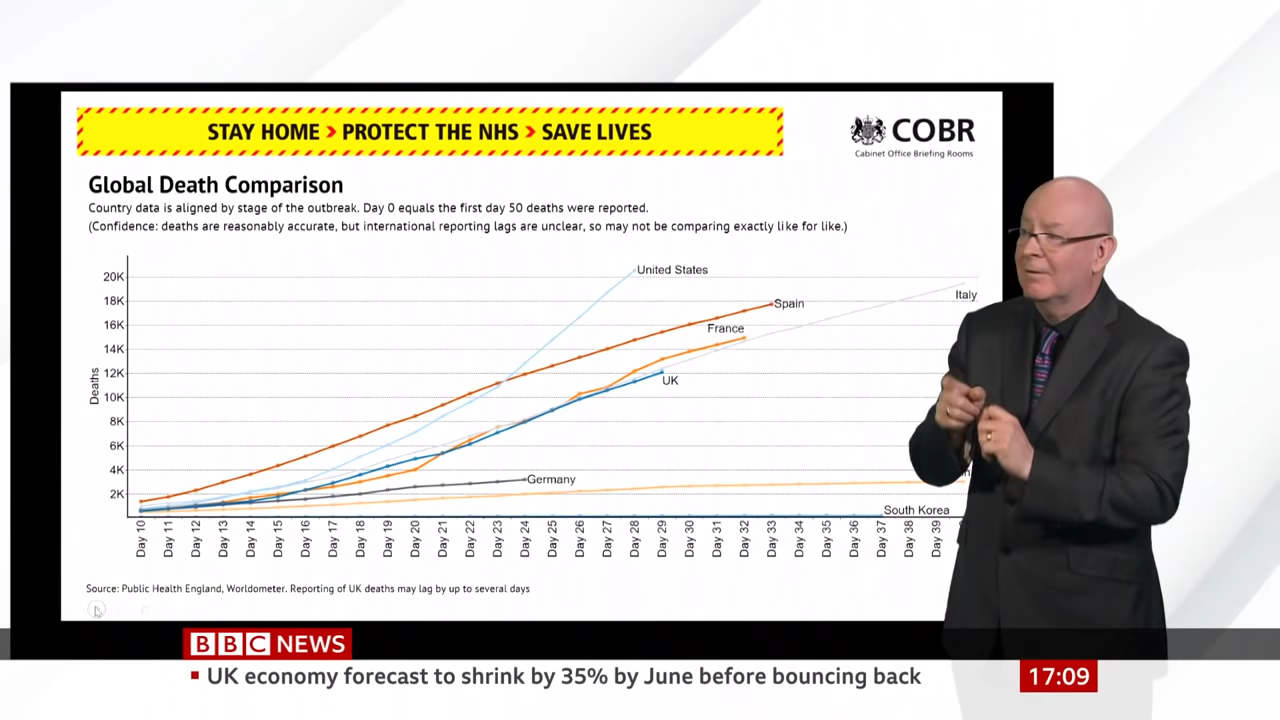 STAY HOME > PROTECT THE NHS > SAVE LIVES
COBR
Cabinet Office Briefing Rooms
Global Death Comparison
Country data is aligned by stage of the outbreak. Day 0 equals the first day 50 deaths were reported.
(Confidence: deaths are reasonably accurate, but international reporting lags are unclear, so may not be comparing exactly like for like.)
Deaths
20K
18K
16K
14K
12K
10K
8K
6K
4K
2K
United States
Spain
Italy
France
UK
Germany
South Korea
Day 10
Day 11
Day 12
Day 13
Day 14
Day 15
Day 16
Day 17
Day 18
Day 19
Day 20
Day 21
Day 22
Day 23
Day 24
Day 25
Day 26
Day 27
Day 28
Day 29
Day 30
Day 31
Day 32
Day 33
Day 34
Day 35
Day 36
Day 37
Day 38
Day 39
Source: Public Health England, Worldometer. Reporting of UK deaths may lag by up to several days
BBC NEWS
UK economy forecast to shrink by 35% by June before bouncing back
17:09